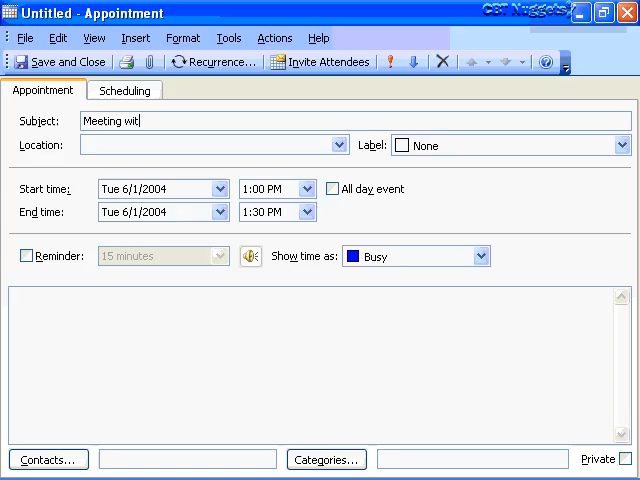 Untitled - Appointment
CBT Nuggets
File Edit View Insert Format Tools Actions Help
Save and Close Recurrence... Invite Attendees
Appointment Scheduling
Subject: Meeting wit
Location: Label: None
Start time: Tue 6/1/2004 1:00 PM All day event
End time: Tue 6/1/2004 1:30 PM
Reminder: 15 minutes Show time as: Busy
Contacts... Categories... Private